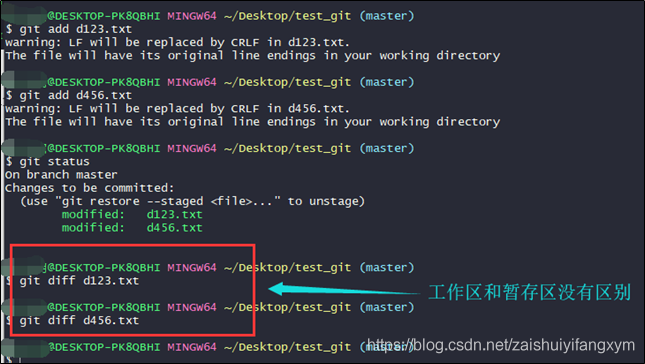 @DESKTOP-PK8QBHI MINGW64 ~/Desktop/test_git (master)
$ git add d123.txt
warning: LF will be replaced by CRLF in d123.txt.
The file will have its original line endings in your working directory
@DESKTOP-PK8QBHI MINGW64 ~/Desktop/test_git (master)
$ git add d456.txt
warning: LF will be replaced by CRLF in d456.txt.
The file will have its original line endings in your working directory
@DESKTOP-PK8QBHI MINGW64 ~/Desktop/test_git (master)
$ git status
On branch master
Changes to be committed:
(use "git restore --staged <file>..." to unstage)
modified: d123.txt
modified: d456.txt
@DESKTOP-PK8QBHI MINGW64 ~/Desktop/test_git (master)
$ git diff d123.txt
工作区和暂存区没有区别
@DESKTOP-PK8QBHI MINGW64 ~/Desktop/test_git (master)
$ git diff d456.txt
@DESKTOP-PK8QBHI MINGW64 ~/Desktop/test_git (master)
https://blog.csdn.net/zaishuiyifangxym